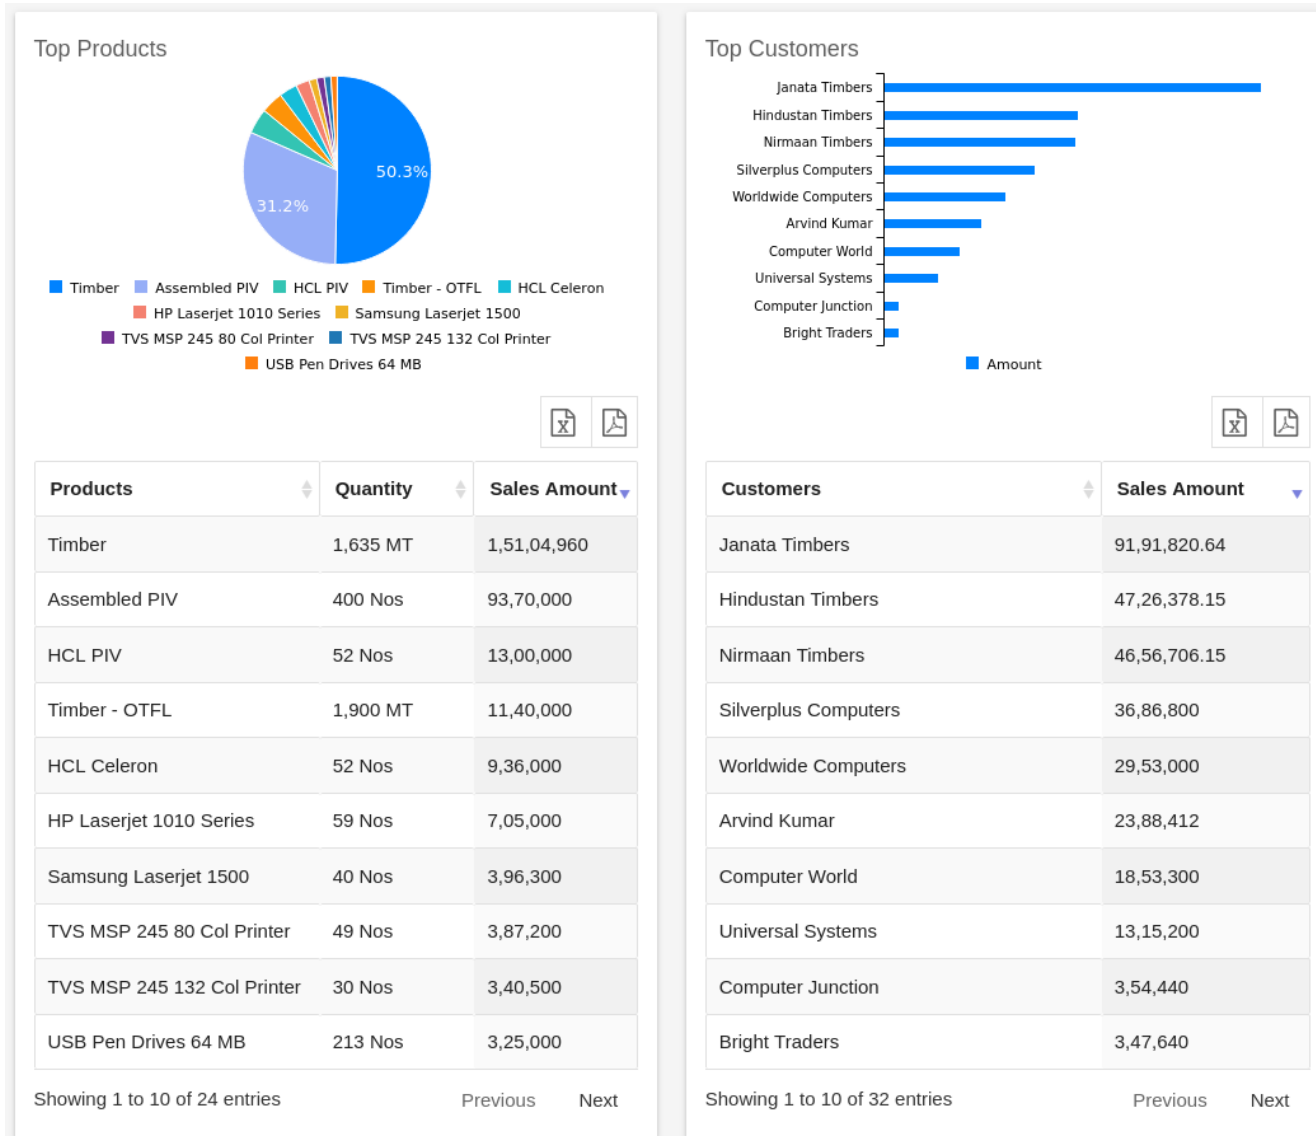 Top Products
50.3%
31.2%
Timber Assembled PIV HCL PIV Timber - OTFL HCL Celeron
HP Laserjet 1010 Series Samsung Laserjet 1500
TVS MSP 245 80 Col Printer TVS MSP 245 132 Col Printer
USB Pen Drives 64 MB
Products Quantity Sales Amount
Timber 1,635 MT 1,51,04,960
Assembled PIV 400 Nos 93,70,000
HCL PIV 52 Nos 13,00,000
Timber - OTFL 1,900 MT 11,40,000
HCL Celeron 52 Nos 9,36,000
HP Laserjet 1010 Series 59 Nos 7,05,000
Samsung Laserjet 1500 40 Nos 3,96,300
TVS MSP 245 80 Col Printer 49 Nos 3,87,200
TVS MSP 245 132 Col Printer 30 Nos 3,40,500
USB Pen Drives 64 MB 213 Nos 3,25,000
Showing 1 to 10 of 24 entries Previous Next
Top Customers
Janata Timbers
Hindustan Timbers
Nirmaan Timbers
Silverplus Computers
Worldwide Computers
Arvind Kumar
Computer World
Universal Systems
Computer Junction
Bright Traders
Amount
Customers Sales Amount
Janata Timbers 91,91,820.64
Hindustan Timbers 47,26,378.15
Nirmaan Timbers 46,56,706.15
Silverplus Computers 36,86,800
Worldwide Computers 29,53,000
Arvind Kumar 23,88,412
Computer World 18,53,300
Universal Systems 13,15,200
Computer Junction 3,54,440
Bright Traders 3,47,640
Showing 1 to 10 of 32 entries Previous Next